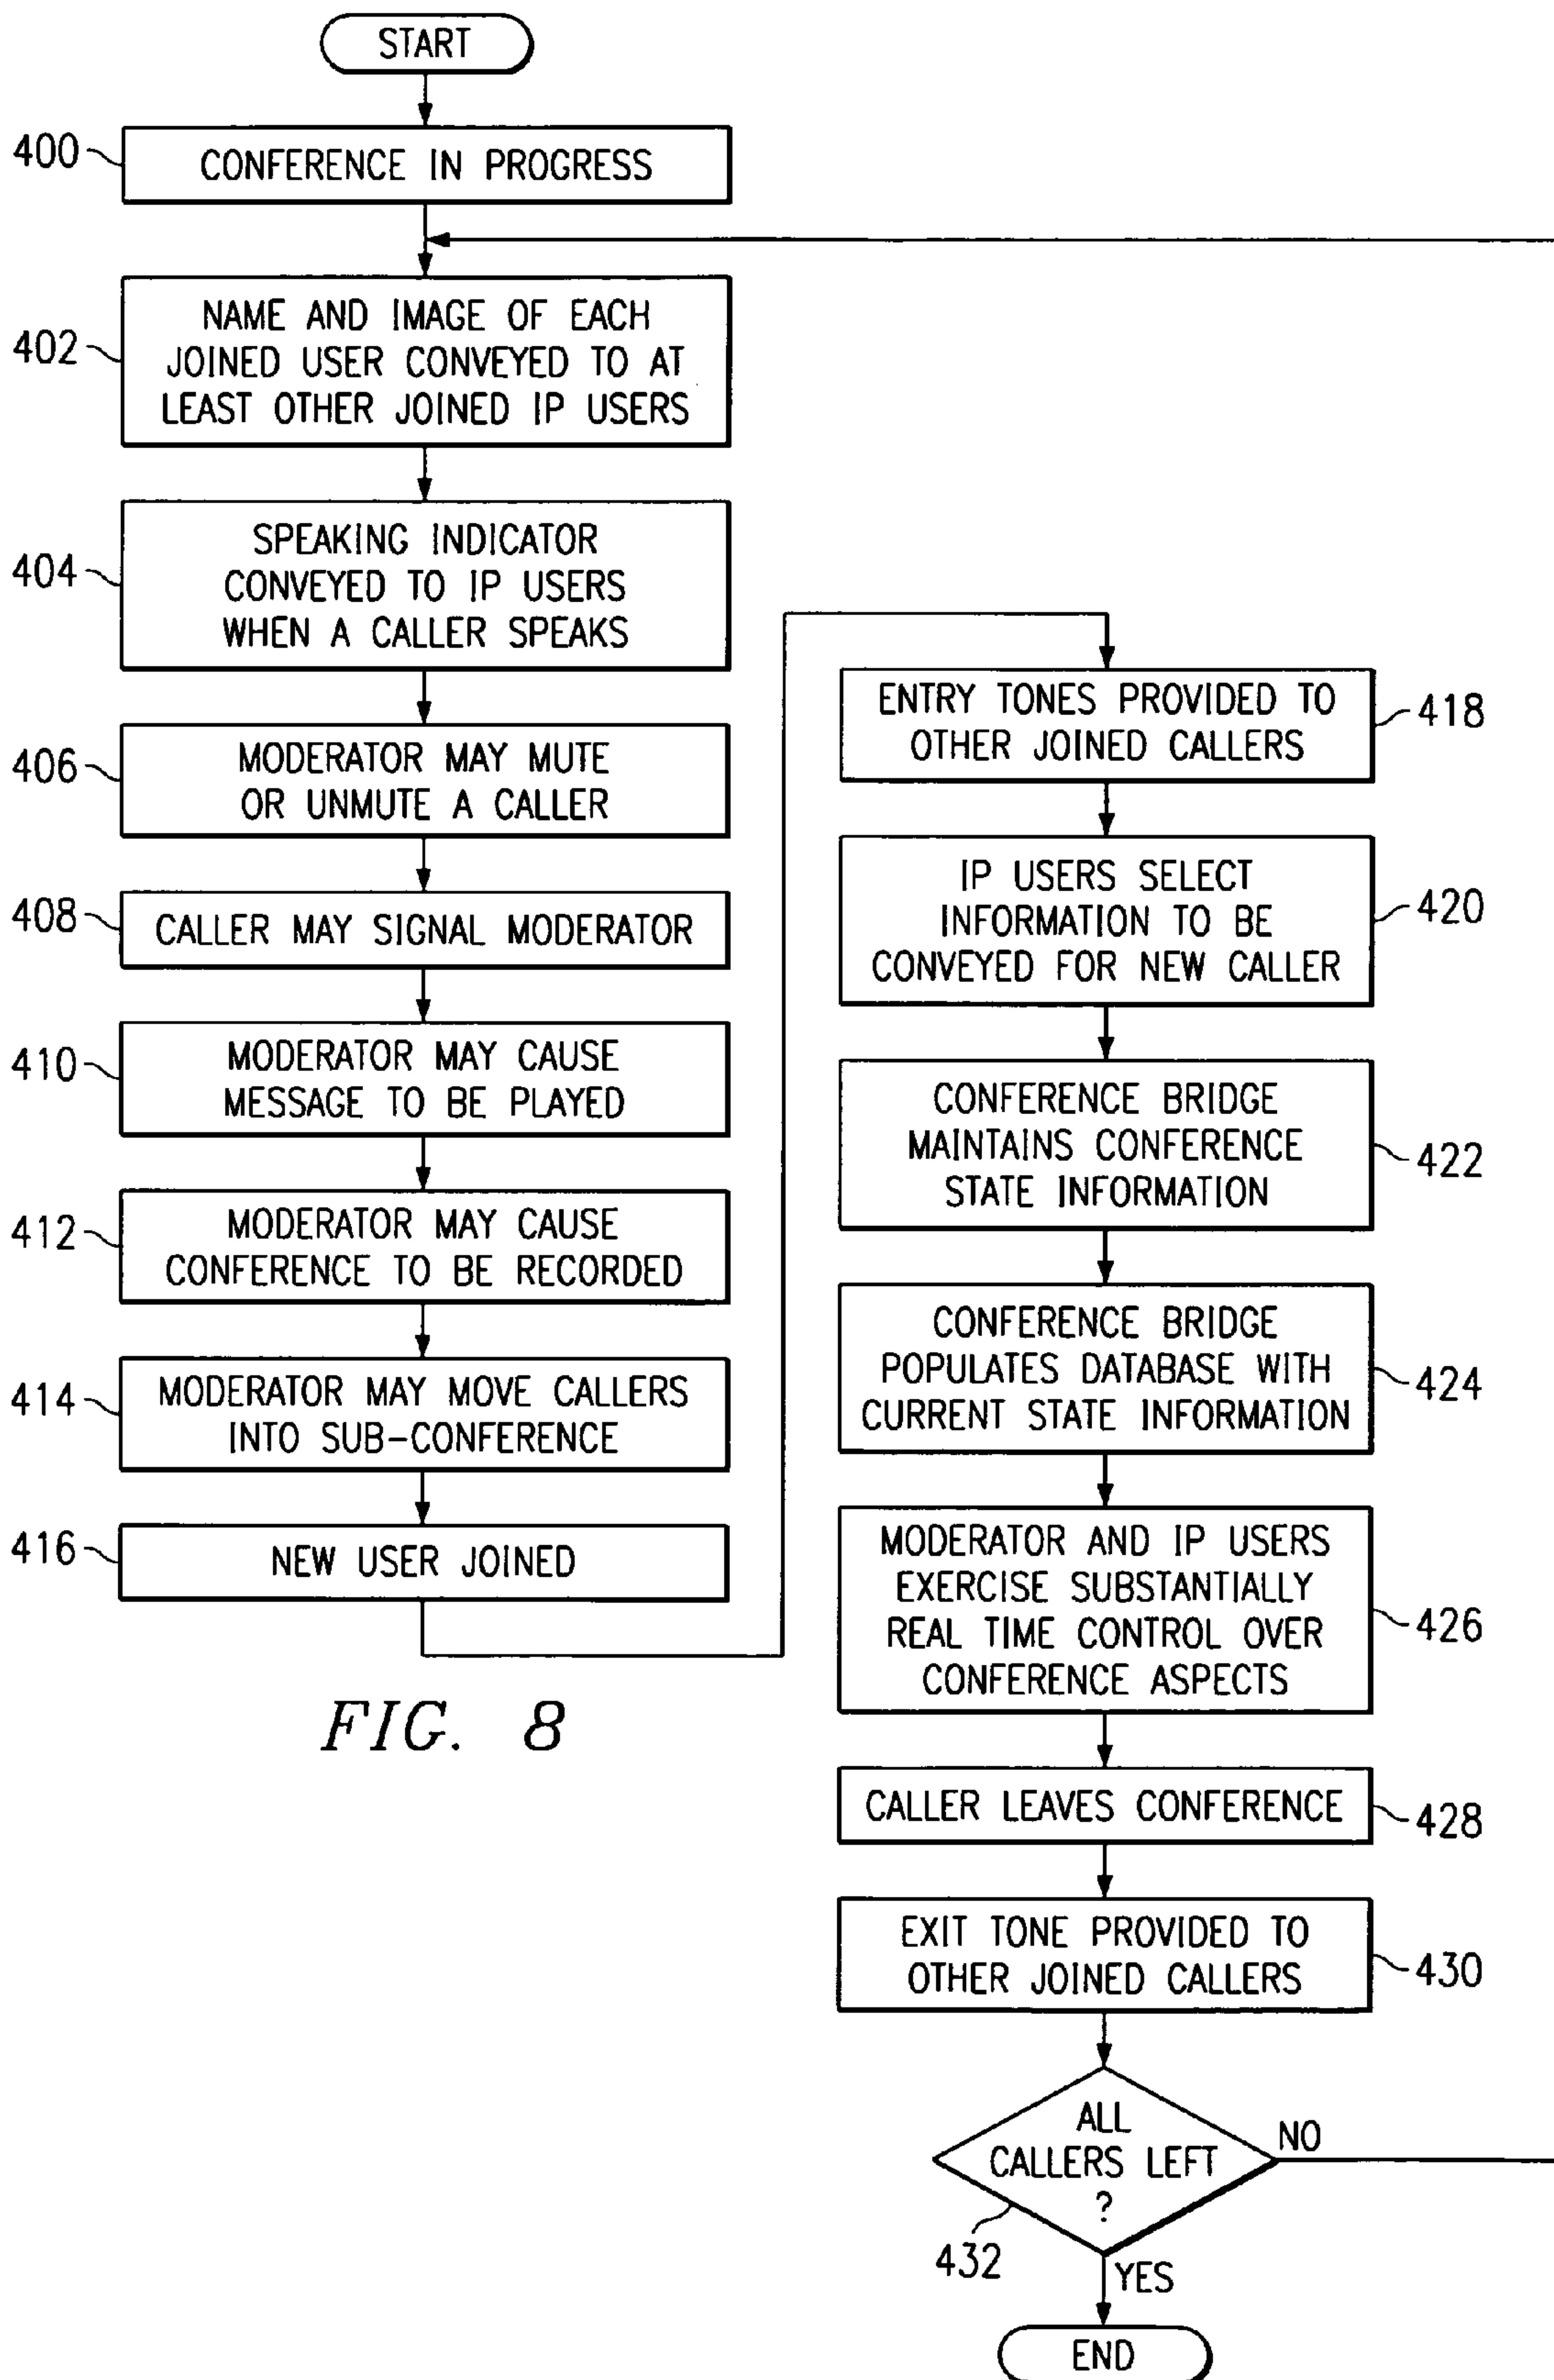 START
400
CONFERENCE IN PROGRESS
402
NAME AND IMAGE OF EACH
JOINED USER CONVEYED TO AT
LEAST OTHER JOINED IP USERS
404
SPEAKING INDICATOR
CONVEYED TO IP USERS
WHEN A CALLER SPEAKS
406
MODERATOR MAY MUTE
OR UNMUTE A CALLER
408
CALLER MAY SIGNAL MODERATOR
410
MODERATOR MAY CAUSE
MESSAGE TO BE PLAYED
412
MODERATOR MAY CAUSE
CONFERENCE TO BE RECORDED
414
MODERATOR MAY MOVE CALLERS
INTO SUB-CONFERENCE
416
NEW USER JOINED
FIG. 8
ENTRY TONES PROVIDED TO
OTHER JOINED CALLERS
418
IP USERS SELECT
INFORMATION TO BE
CONVEYED FOR NEW CALLER
420
CONFERENCE BRIDGE
MAINTAINS CONFERENCE
STATE INFORMATION
422
CONFERENCE BRIDGE
POPULATES DATABASE WITH
CURRENT STATE INFORMATION
424
MODERATOR AND IP USERS
EXERCISE SUBSTANTIALLY
REAL TIME CONTROL OVER
CONFERENCE ASPECTS
426
CALLER LEAVES CONFERENCE
428
EXIT TONE PROVIDED TO
OTHER JOINED CALLERS
430
ALL
CALLERS LEFT
?
NO
432
YES
END